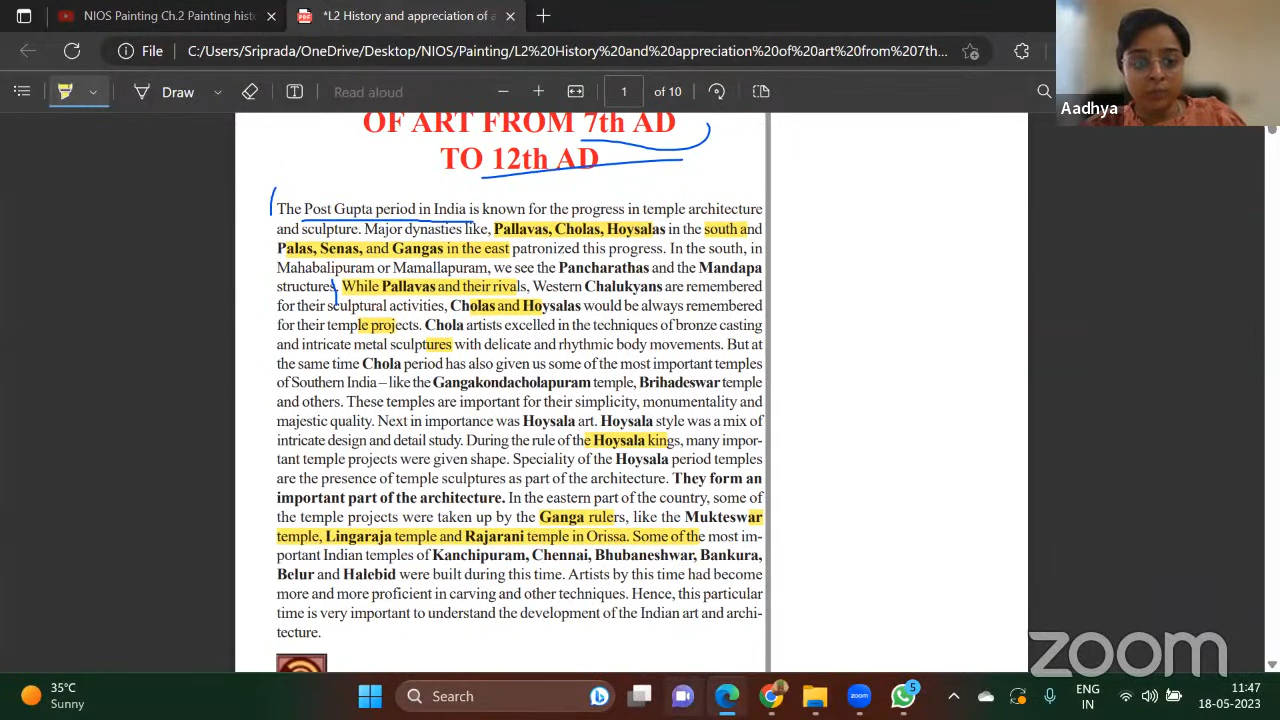 NIOS Painting Ch.2 Painting hist
*L2 History and appreciation of a
File
C:/Users/Sriprada/OneDrive/Desktop/NIOS/Painting/L2%20History%20and%20appreciation%20of%20art%20from%207th...
Draw
Read aloud
1
of 10
Aadhya
OF ART FROM 7th AD
TO 12th AD
The Post Gupta period in India is known for the progress in temple architecture
and sculpture. Major dynasties like, Pallavas, Cholas, Hoysalas in the south and
Palas, Senas, and Gangas in the east patronized this progress. In the south, in
Mahabalipuram or Mamallapuram, we see the Pancharathas and the Mandapa
structures. While Pallavas and their rivals, Western Chalukyans are remembered
for their sculptural activities, Cholas and Hoysalas would be always remembered
for their temple projects. Chola artists excelled in the techniques of bronze casting
and intricate metal sculptures with delicate and rhythmic body movements. But at
the same time Chola period has also given us some of the most important temples
of Southern India – like the Gangakondacholapuram temple, Brihadeswar temple
and others. These temples are important for their simplicity, monumentality and
majestic quality. Next in importance was Hoysala art. Hoysala style was a mix of
intricate design and detail study. During the rule of the Hoysala kings, many impor-
tant temple projects were given shape. Speciality of the Hoysala period temples
are the presence of temple sculptures as part of the architecture. They form an
important part of the architecture. In the eastern part of the country, some of
the temple projects were taken up by the Ganga rulers, like the Mukteswar
temple, Lingaraja temple and Rajarani temple in Orissa. Some of the most im-
portant Indian temples of Kanchipuram, Chennai, Bhubaneshwar, Bankura,
Belur and Halebid were built during this time. Artists by this time had become
more and more proficient in carving and other techniques. Hence, this particular
time is very important to understand the development of the Indian art and archi-
tecture.
zoom
35°C
Sunny
Search
zoom
5
ENG
IN
11:47
18-05-2023